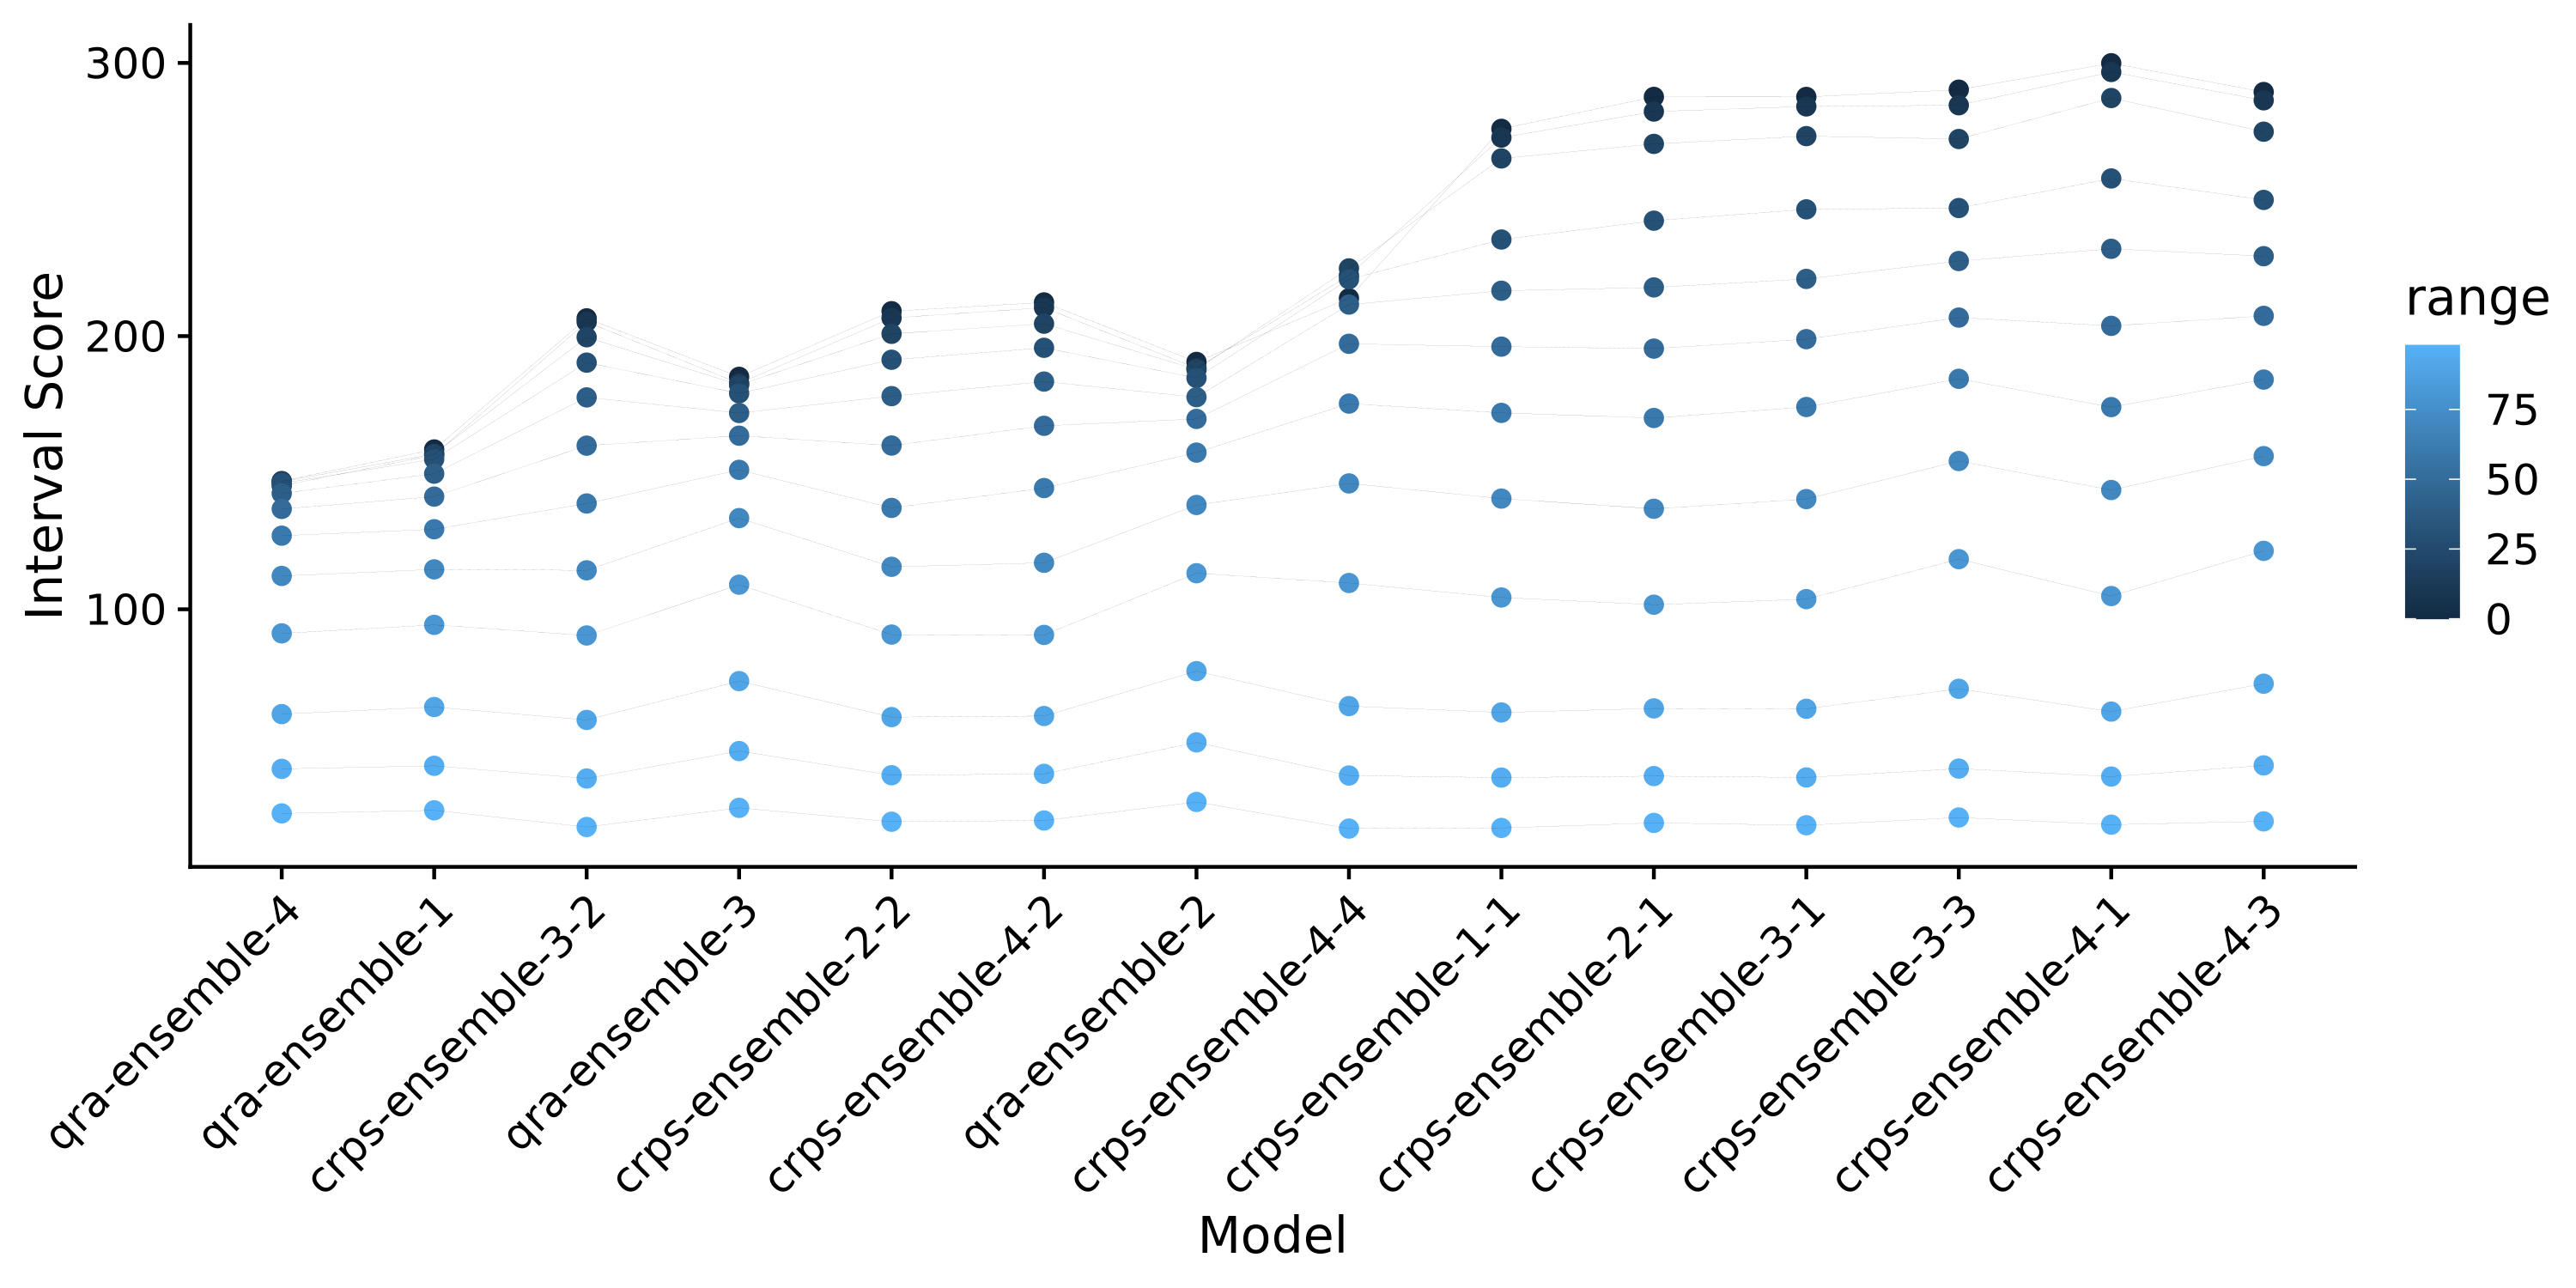 300
200
100
Interval Score
qra-ensemble-4
qra-ensemble-1
crps-ensemble-3-2
qra-ensemble-3
crps-ensemble-2-2
crps-ensemble-4-2
qra-ensemble-2
crps-ensemble-4-4
crps-ensemble-1-1
crps-ensemble-2-1
crps-ensemble-3-1
crps-ensemble-3-3
crps-ensemble-4-1
crps-ensemble-4-3
Model
range
75
50
25
0